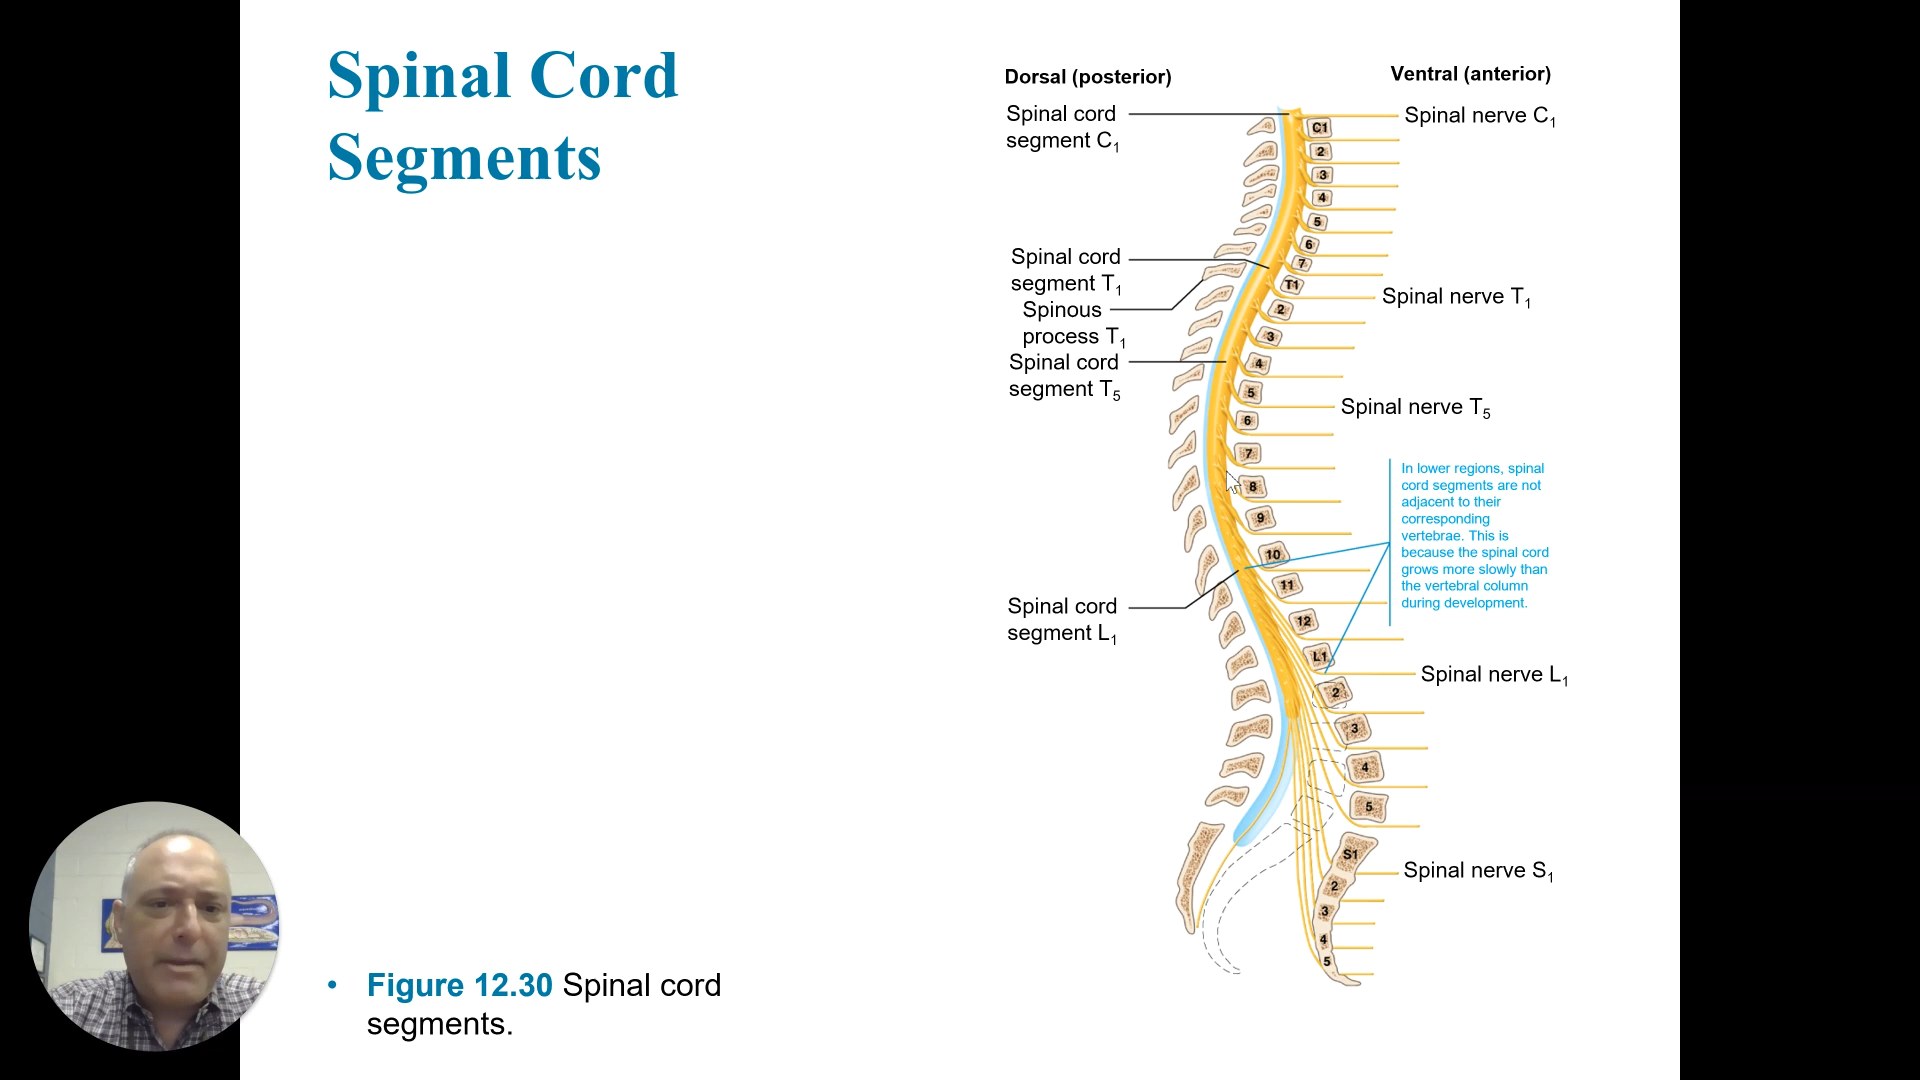 Spinal Cord
Segments
Dorsal (posterior)
Ventral (anterior)
Spinal cord
segment C1
Spinal nerve C1
Spinal cord
segment T1
Spinous
process T1
Spinal cord
segment T5
Spinal nerve T1
Spinal nerve T5
In lower regions, spinal
cord segments are not
adjacent to their
corresponding
vertebrae. This is
because the spinal cord
grows more slowly than
the vertebral column
during development.
Spinal cord
segment L1
Spinal nerve L1
Spinal nerve S1
C1
2
3
4
5
6
7
T1
2
3
4
5
6
7
8
9
10
11
12
L1
2
3
4
5
S1
2
3
4
5
• Figure 12.30 Spinal cord
segments.